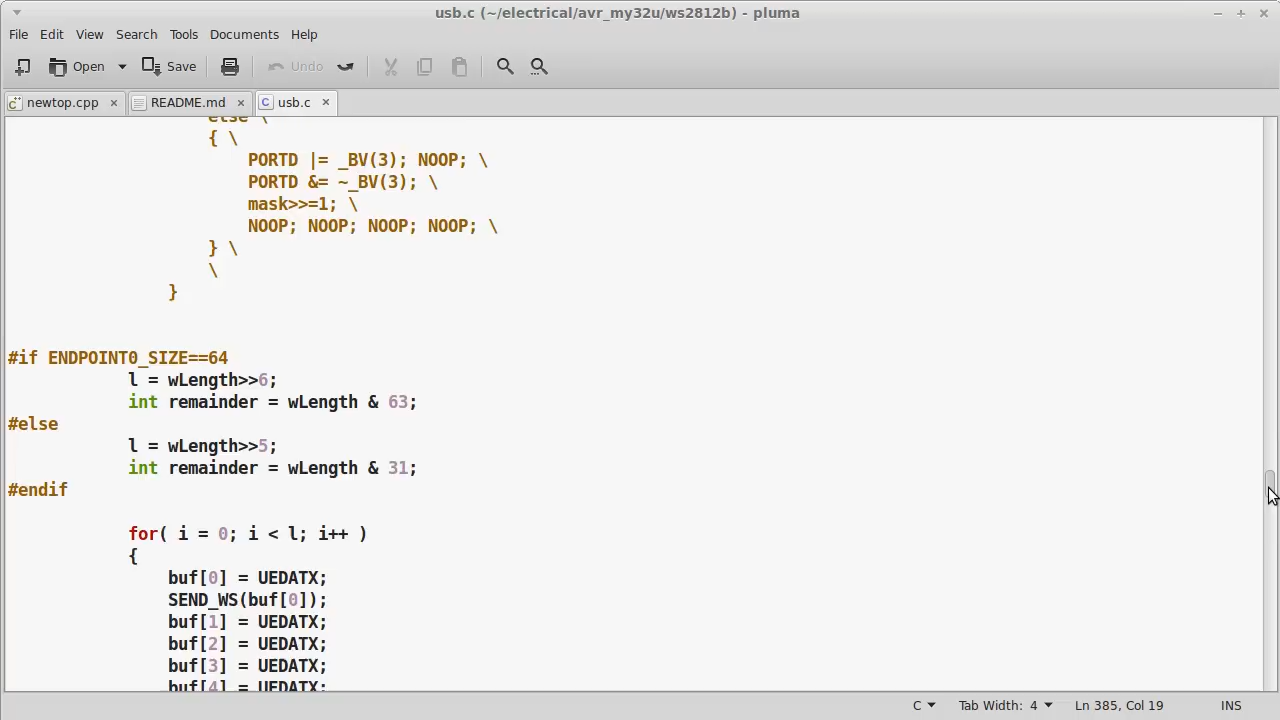 usb.c (~/electrical/avr_my32u/ws2812b) - pluma
File Edit View Search Tools Documents Help
Open Save Undo
newtop.cpp × README.md × usb.c ×
else \
{ \
PORTD |= _BV(3); NOOP; \
PORTD &= ~_BV(3); \
mask>>=1; \
NOOP; NOOP; NOOP; NOOP; \
} \
\
}
#if ENDPOINT0_SIZE==64
l = wLength>>6;
int remainder = wLength & 63;
#else
l = wLength>>5;
int remainder = wLength & 31;
#endif
for( i = 0; i < l; i++ )
{
buf[0] = UEDATX;
SEND_WS(buf[0]);
buf[1] = UEDATX;
buf[2] = UEDATX;
buf[3] = UEDATX;
buf[4] = UEDATX;
C Tab Width: 4 Ln 385, Col 19 INS